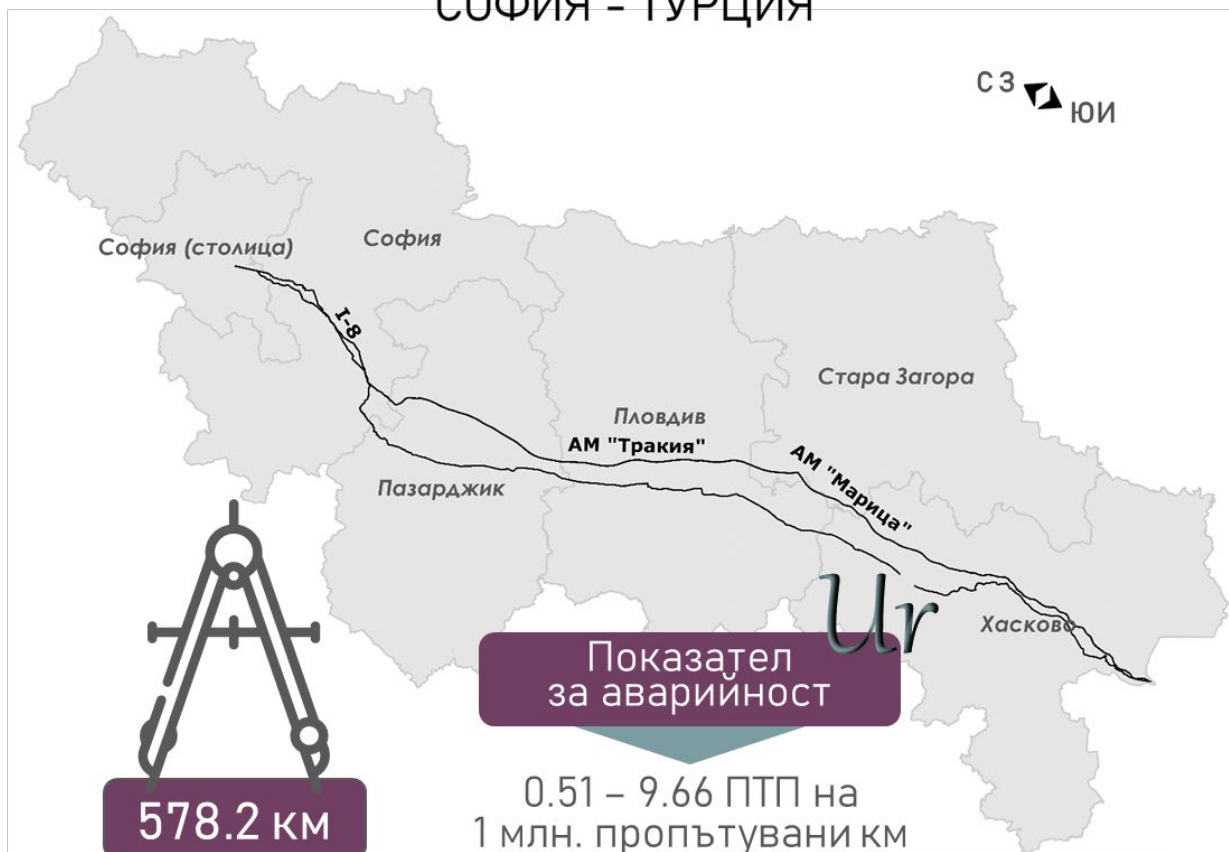 СОФИЯ – ТУРЦИЯ
СЗ
ЮИ
София (столица)
София
I-8
Стара Загора
Пловдив
АМ "Тракия"
АМ "Марица"
Пазарджик
Ur
Хасково
Показател
за аварийност
578.2 км
0.51 – 9.66 ПТП на
1 млн. пропътувани км